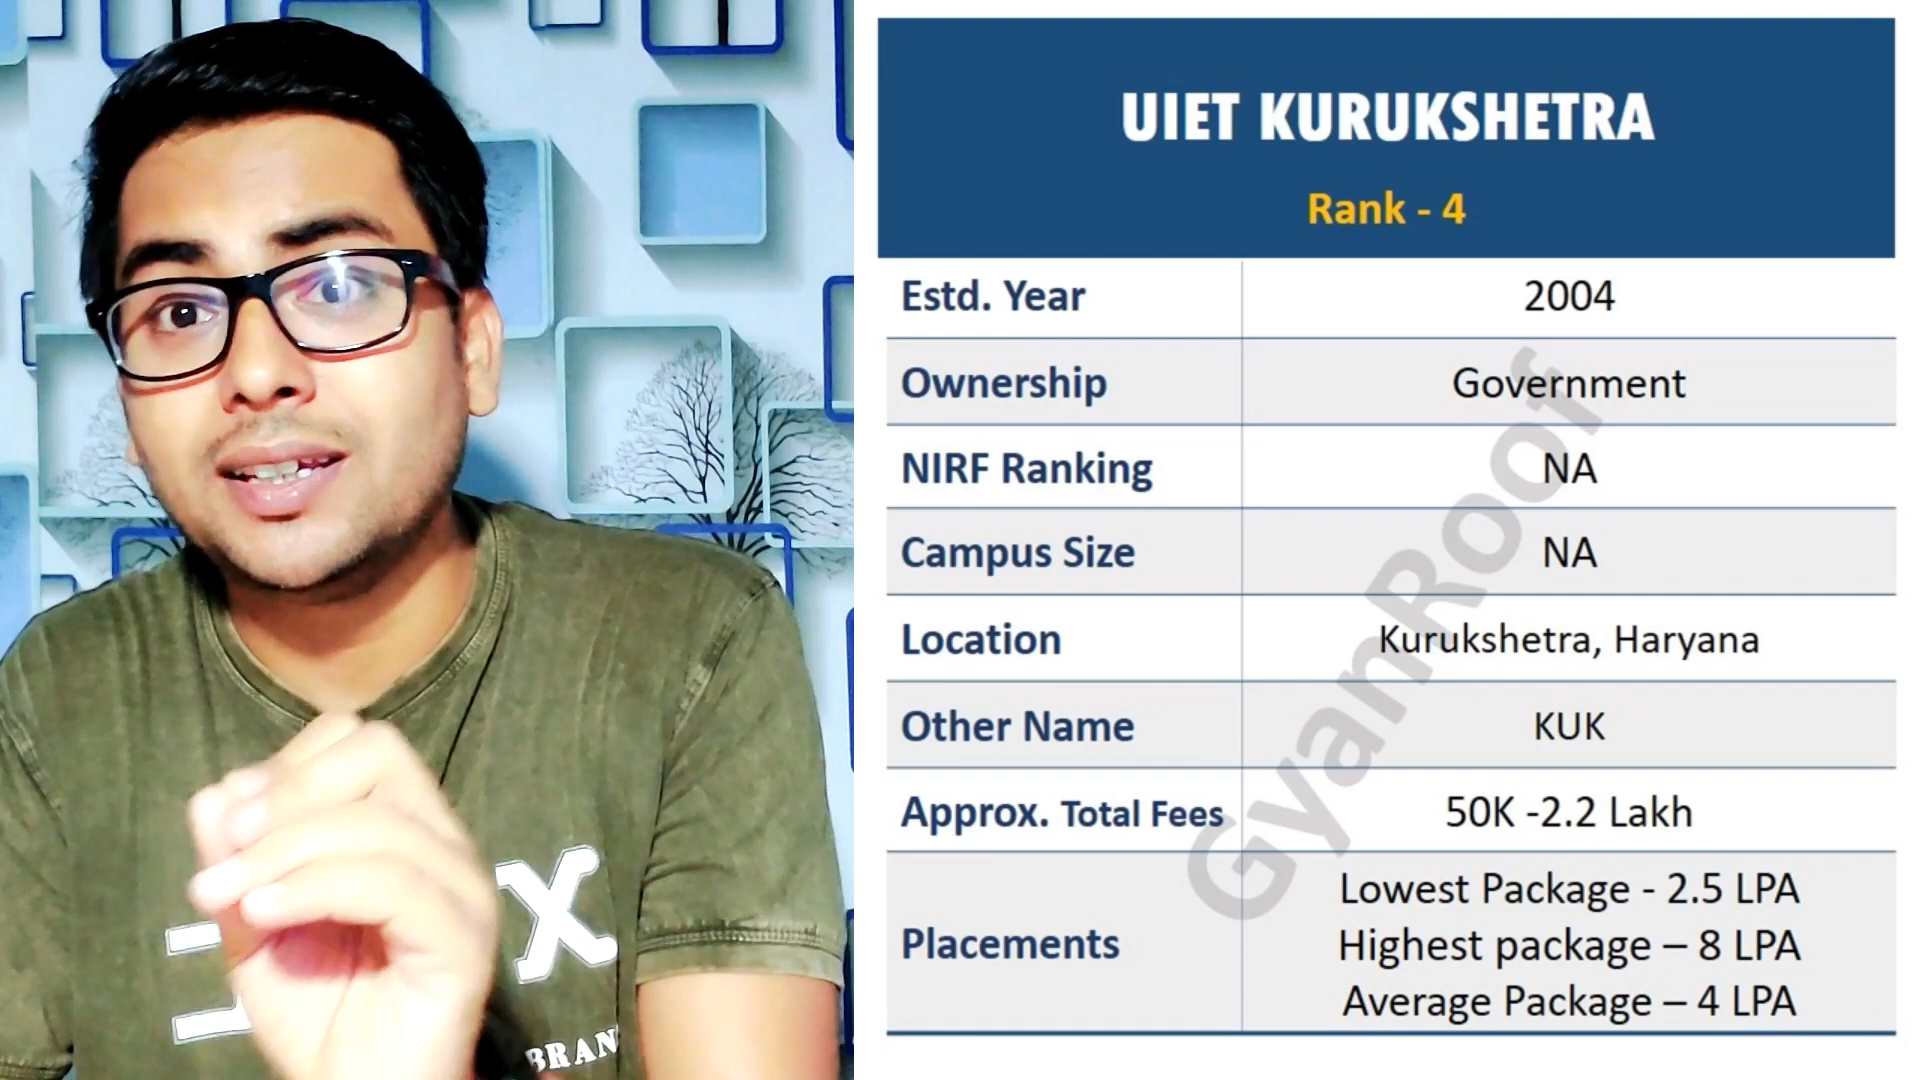 UIET KURUKSHETRA
Rank - 4
Estd. Year 2004
Ownership Government
NIRF Ranking NA
Campus Size NA
Location Kurukshetra, Haryana
Other Name KUK
Approx. Total Fees 50K -2.2 Lakh
Placements
Lowest Package - 2.5 LPA
Highest package – 8 LPA
Average Package – 4 LPA
GyanRoof
X
BRAN